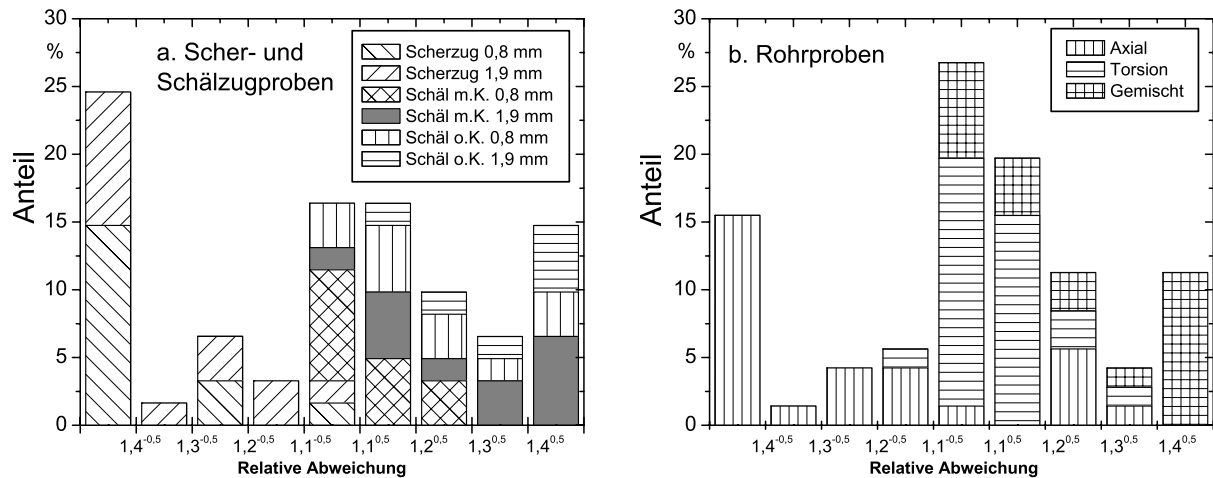 30
%
25
20
15
10
5
0
Anteil
a. Scher- und
Schälzugproben
Scherzug 0,8 mm
Scherzug 1,9 mm
Schäl m.K. 0,8 mm
Schäl m.K. 1,9 mm
Schäl o.K. 0,8 mm
Schäl o.K. 1,9 mm
1,4^-0,5 1,3^-0,5 1,2^-0,5 1,1^-0,5 1,1^0,5 1,2^0,5 1,3^0,5 1,4^0,5
Relative Abweichung
30
%
25
20
15
10
5
0
Anteil
b. Rohrproben
Axial
Torsion
Gemischt
1,4^-0,5 1,3^-0,5 1,2^-0,5 1,1^-0,5 1,1^0,5 1,2^0,5 1,3^0,5 1,4^0,5
Relative Abweichung